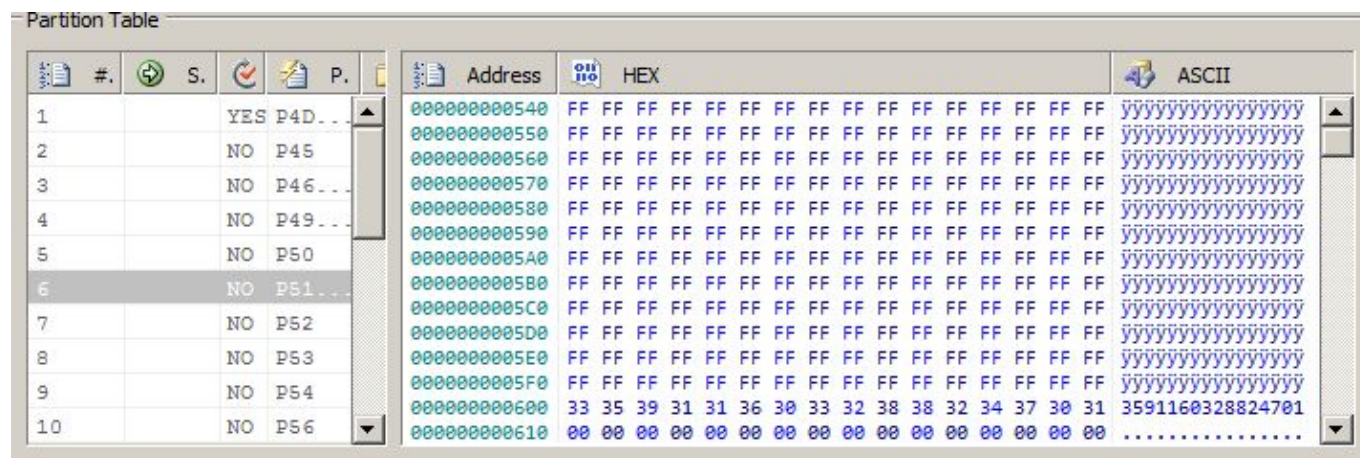 Partition Table
#. S. P. Address HEX ASCII
1 YES P4D...
2 NO P45
3 NO P46...
4 NO P49...
5 NO P50
6 NO P51...
7 NO P52
8 NO P53
9 NO P54
10 NO P56
000000000540 FF FF FF FF FF FF FF FF FF FF FF FF FF FF FF FF ÿÿÿÿÿÿÿÿÿÿÿÿÿÿÿÿ
000000000550 FF FF FF FF FF FF FF FF FF FF FF FF FF FF FF FF ÿÿÿÿÿÿÿÿÿÿÿÿÿÿÿÿ
000000000560 FF FF FF FF FF FF FF FF FF FF FF FF FF FF FF FF ÿÿÿÿÿÿÿÿÿÿÿÿÿÿÿÿ
000000000570 FF FF FF FF FF FF FF FF FF FF FF FF FF FF FF FF ÿÿÿÿÿÿÿÿÿÿÿÿÿÿÿÿ
000000000580 FF FF FF FF FF FF FF FF FF FF FF FF FF FF FF FF ÿÿÿÿÿÿÿÿÿÿÿÿÿÿÿÿ
000000000590 FF FF FF FF FF FF FF FF FF FF FF FF FF FF FF FF ÿÿÿÿÿÿÿÿÿÿÿÿÿÿÿÿ
0000000005A0 FF FF FF FF FF FF FF FF FF FF FF FF FF FF FF FF ÿÿÿÿÿÿÿÿÿÿÿÿÿÿÿÿ
0000000005B0 FF FF FF FF FF FF FF FF FF FF FF FF FF FF FF FF ÿÿÿÿÿÿÿÿÿÿÿÿÿÿÿÿ
0000000005C0 FF FF FF FF FF FF FF FF FF FF FF FF FF FF FF FF ÿÿÿÿÿÿÿÿÿÿÿÿÿÿÿÿ
0000000005D0 FF FF FF FF FF FF FF FF FF FF FF FF FF FF FF FF ÿÿÿÿÿÿÿÿÿÿÿÿÿÿÿÿ
0000000005E0 FF FF FF FF FF FF FF FF FF FF FF FF FF FF FF FF ÿÿÿÿÿÿÿÿÿÿÿÿÿÿÿÿ
0000000005F0 FF FF FF FF FF FF FF FF FF FF FF FF FF FF FF FF ÿÿÿÿÿÿÿÿÿÿÿÿÿÿÿÿ
000000000600 33 35 39 31 31 36 30 33 32 38 38 32 34 37 30 31 3591160328824701
000000000610 00 00 00 00 00 00 00 00 00 00 00 00 00 00 00 00 ................